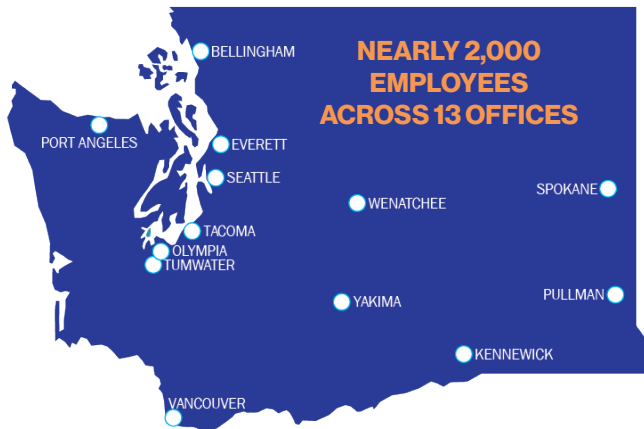 BELLINGHAM
NEARLY 2,000
EMPLOYEES
ACROSS 13 OFFICES
PORT ANGELES
EVERETT
SEATTLE
SPOKANE
WENATCHEE
TACOMA
OLYMPIA
TUMWATER
PULLMAN
YAKIMA
KENNEWICK
VANCOUVER